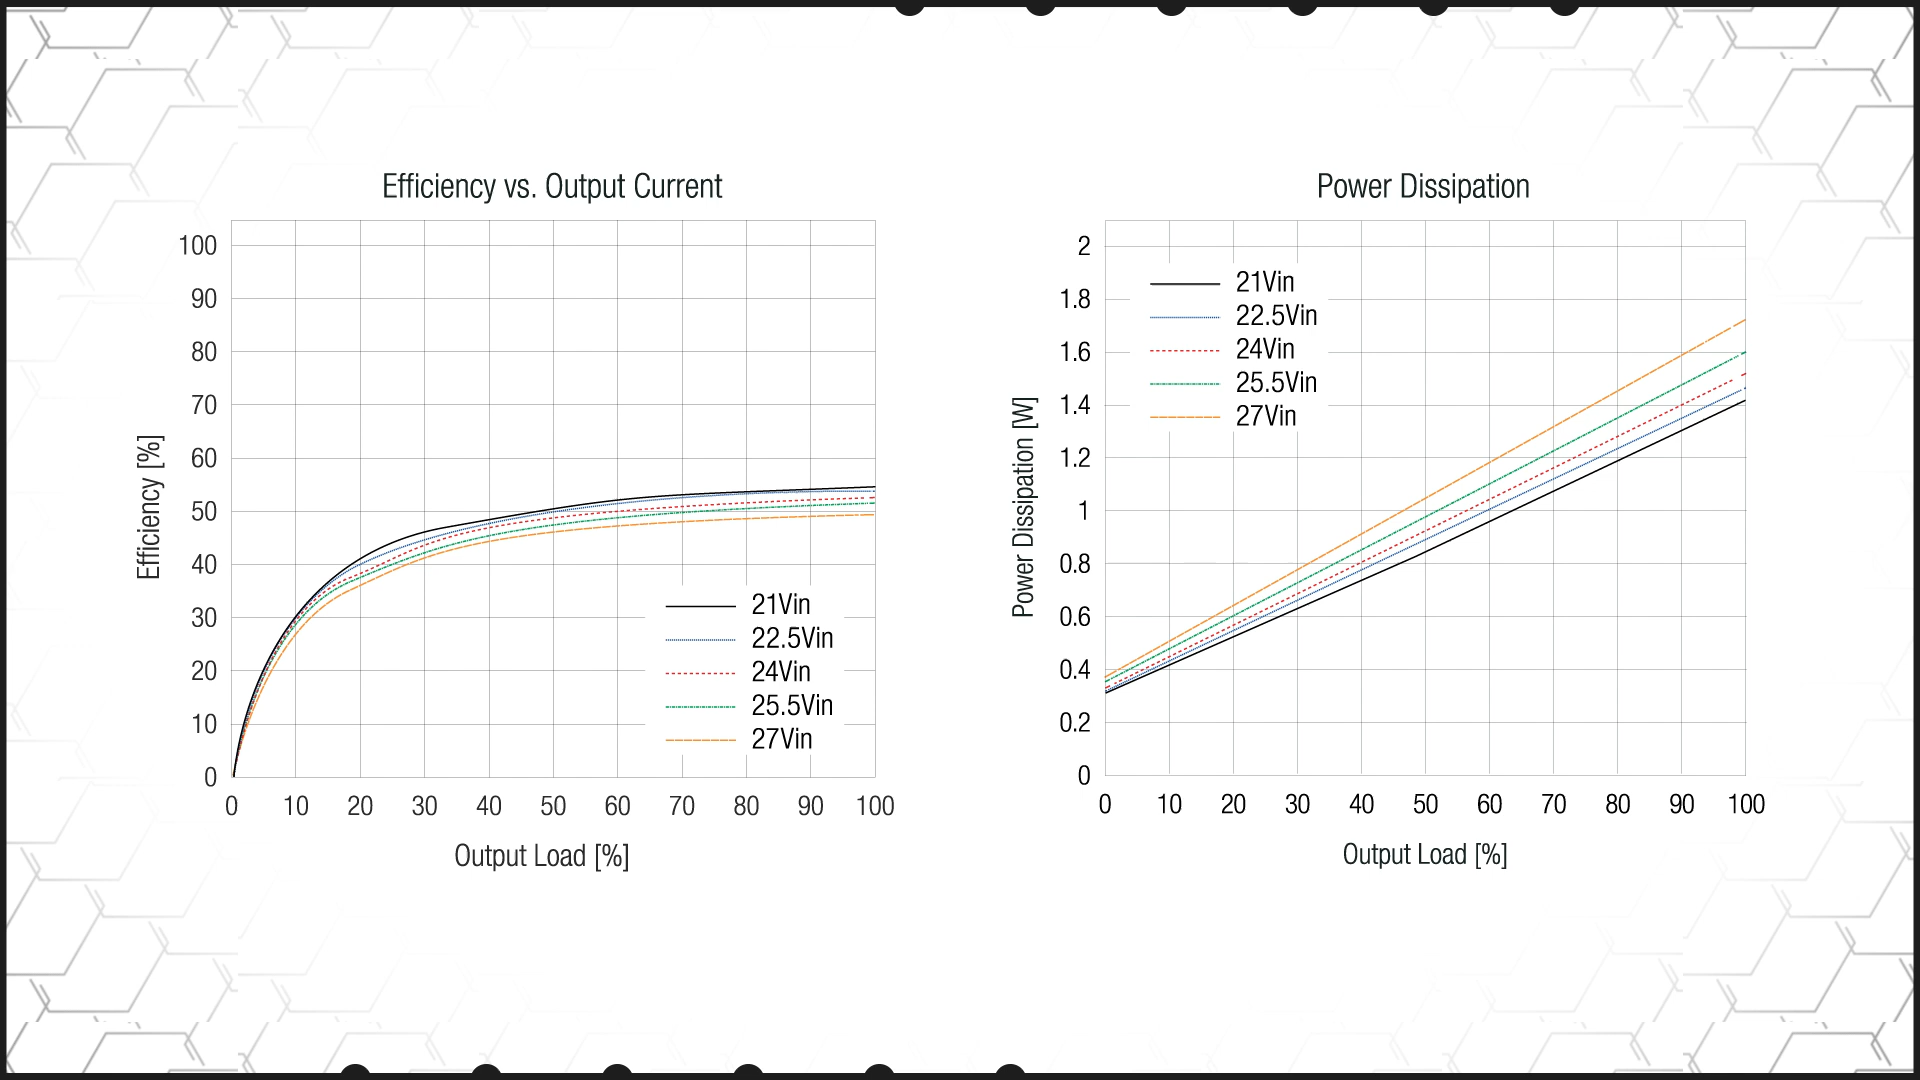 Efficiency vs. Output Current
100
90
80
70
60
50
40
30
20
10
0
Efficiency [%]
21Vin
22.5Vin
24Vin
25.5Vin
27Vin
0 10 20 30 40 50 60 70 80 90 100
Output Load [%]
Power Dissipation
2
1.8
1.6
1.4
1.2
1
0.8
0.6
0.4
0.2
0
Power Dissipation [W]
21Vin
22.5Vin
24Vin
25.5Vin
27Vin
0 10 20 30 40 50 60 70 80 90 100
Output Load [%]